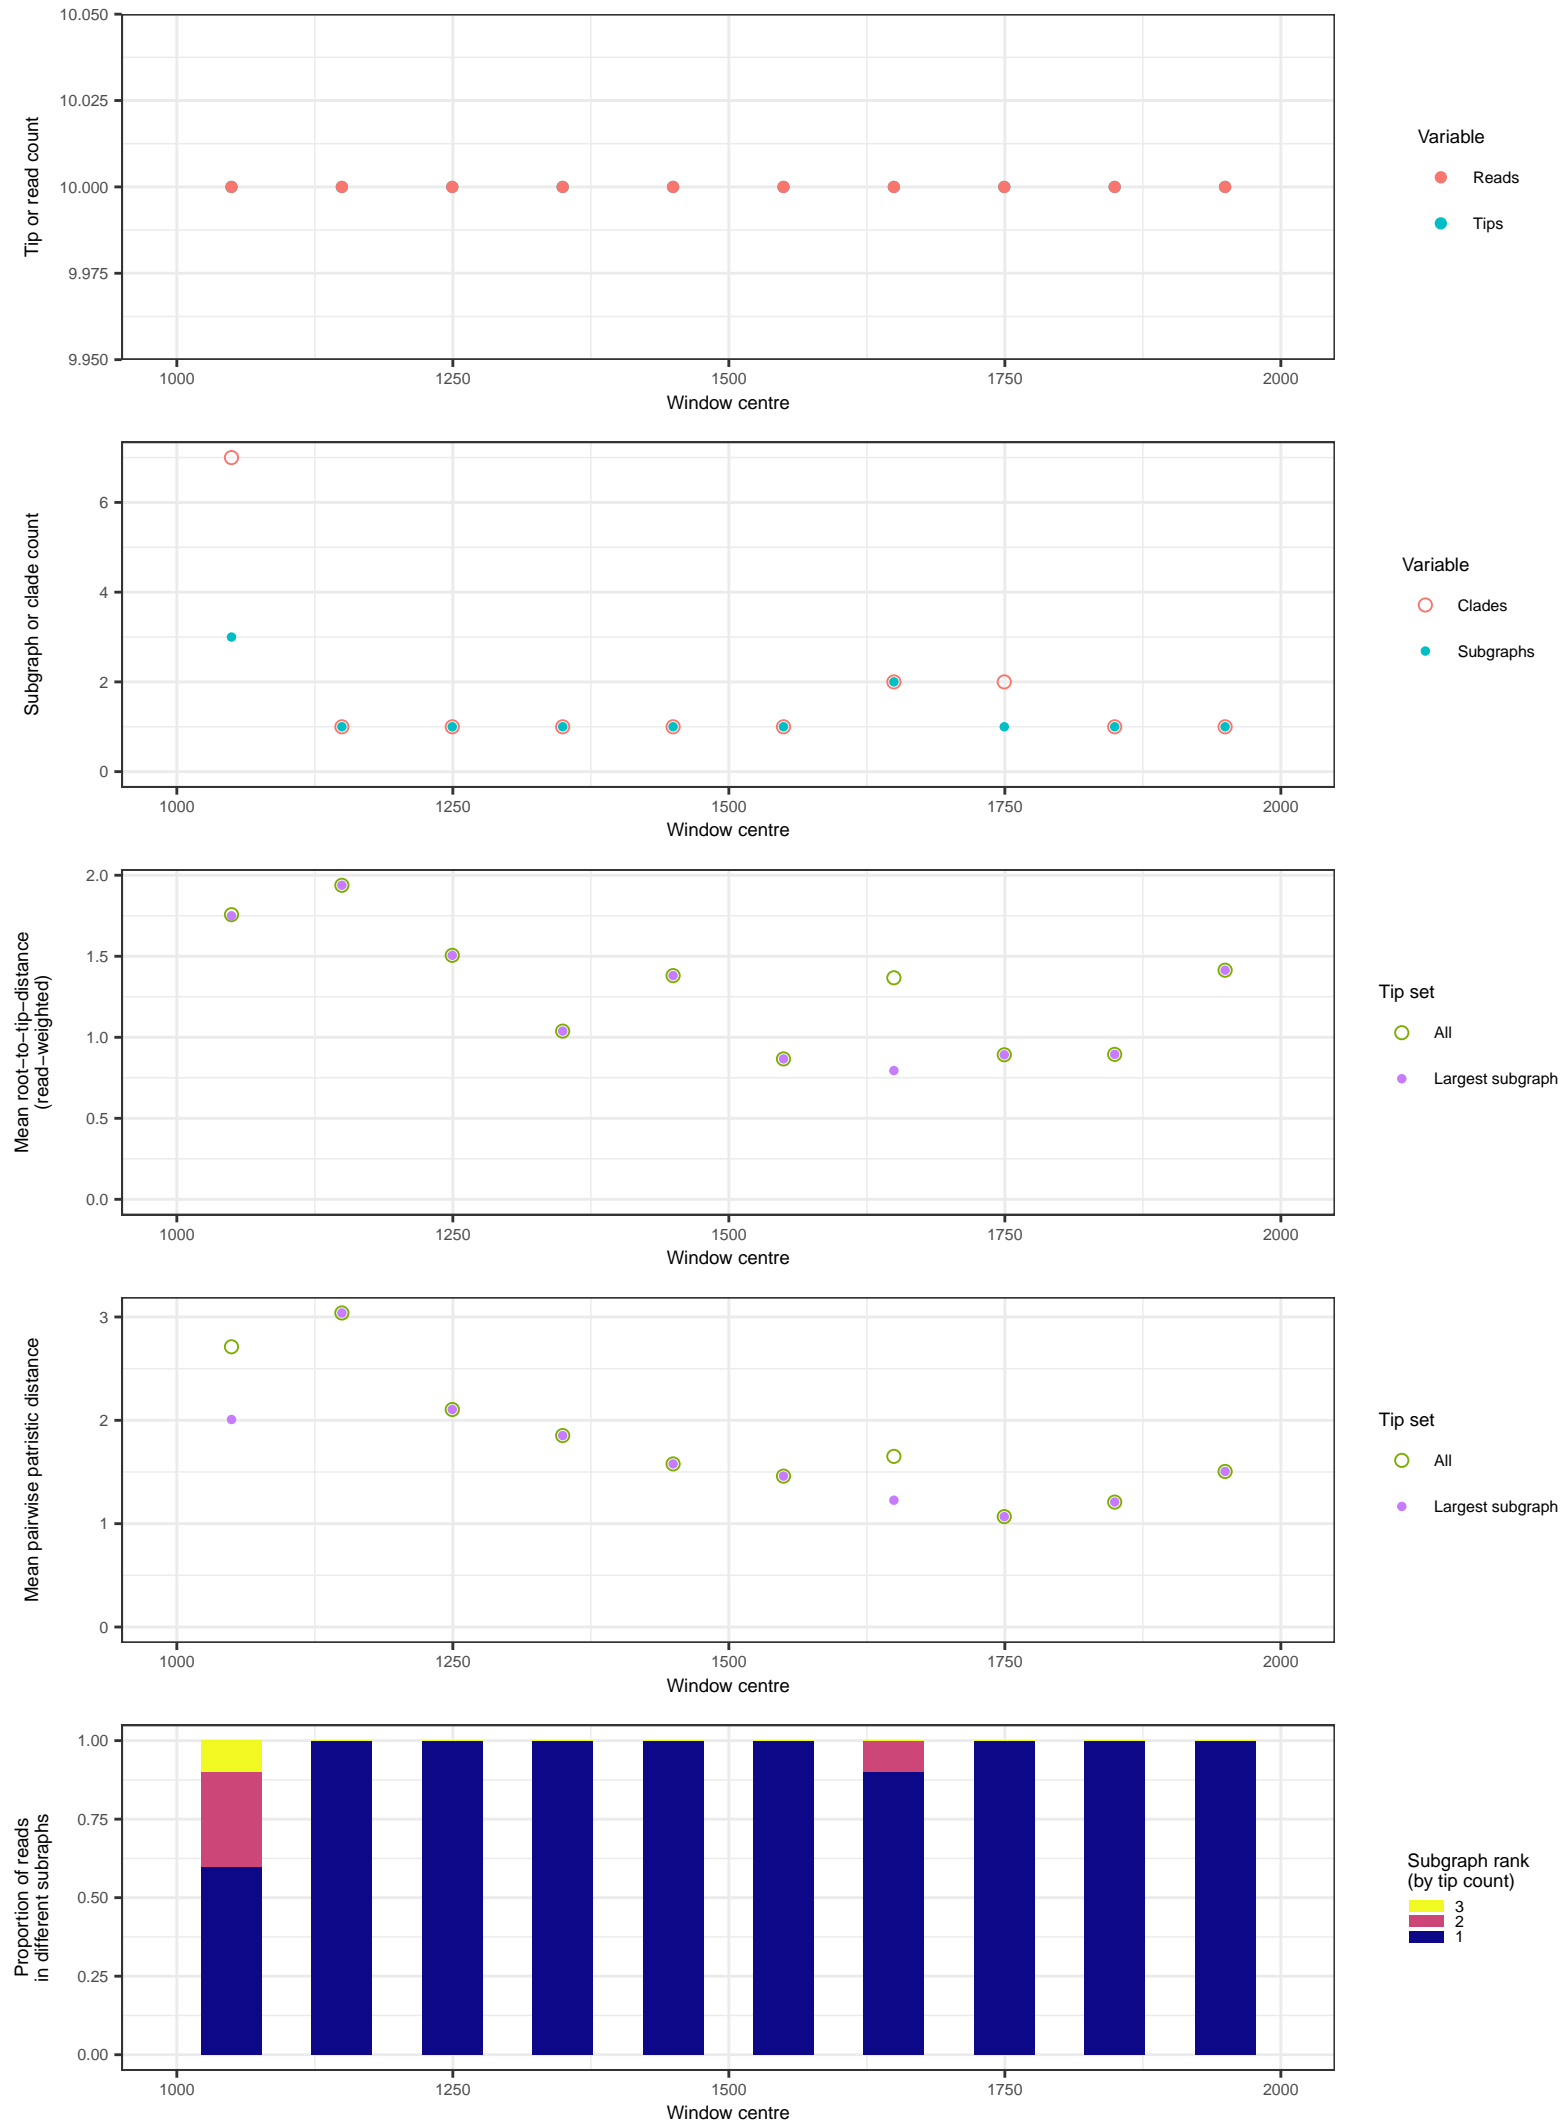 10.050
10.025
10.000
9.975
9.950
Tip or read count
1000 1250 1500 1750 2000
Window centre
Variable
Reads
Tips
6
4
2
0
Subgraph or clade count
1000 1250 1500 1750 2000
Window centre
Variable
Clades
Subgraphs
2.0
1.5
1.0
0.5
0.0
Mean root−to−tip−distance
(read−weighted)
1000 1250 1500 1750 2000
Window centre
Tip set
All
Largest subgraph
3
2
1
0
Mean pairwise patristic distance
1000 1250 1500 1750 2000
Window centre
Tip set
All
Largest subgraph
1.00
0.75
0.50
0.25
0.00
Proportion of reads
in different subraphs
1000 1250 1500 1750 2000
Window centre
Subgraph rank
(by tip count)
3
2
1